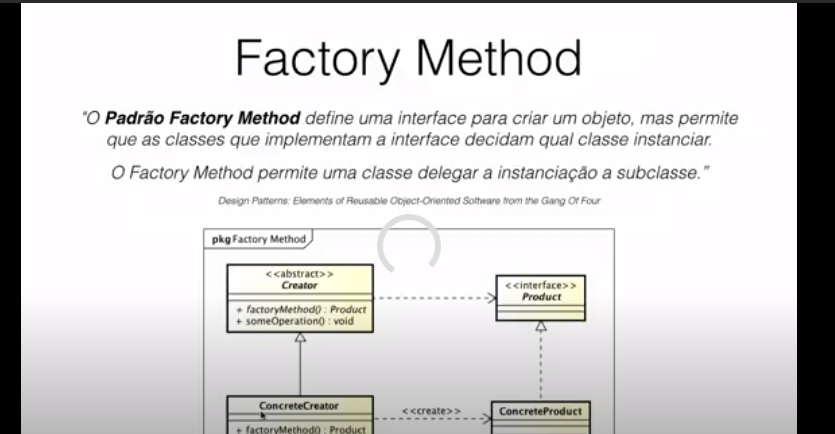 Factory Method
"O Padrão Factory Method define uma interface para criar um objeto, mas permite
que as classes que implementam a interface decidam qual classe instanciar.
O Factory Method permite uma classe delegar a instanciação a subclasse."
Design Patterns: Elements of Reusable Object-Oriented Software from the Gang Of Four
pkg Factory Method
<<abstract>>
Creator
+ factoryMethod() : Product
+ someOperation() : void
<<interface>>
Product
ConcreteCreator
+ factoryMethod() : Product
<<create>>
ConcreteProduct